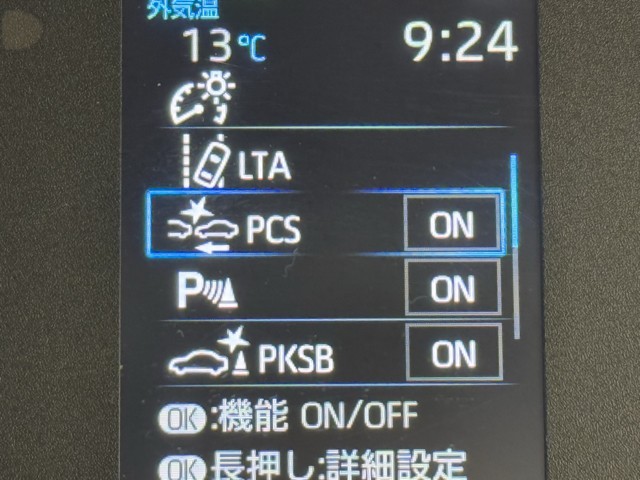 外気温
13°C 9:24
LTA
PCS ON
P ON
PKSB ON
OK:機能 ON/OFF
OK長押し:詳細設定